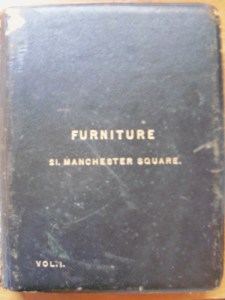 FURNITURE
21, MANCHESTER SQUARE.
VOL: I.